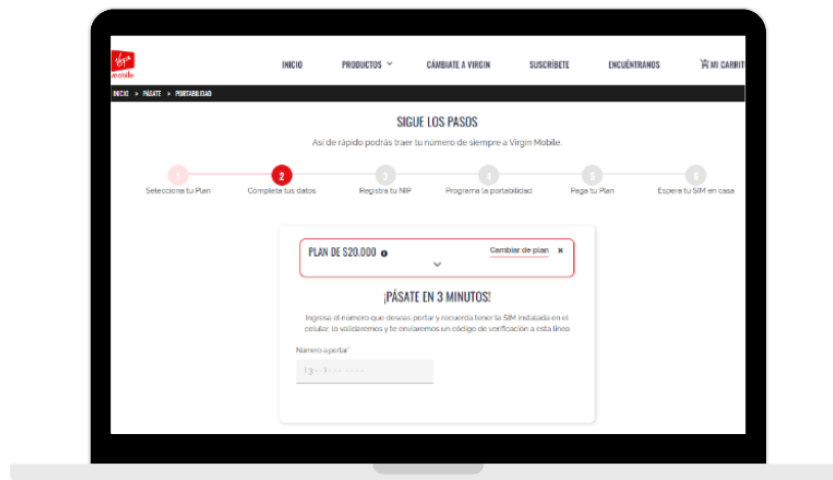 Virgin
mobile
INICIO
PRODUCTOS
CÁMBIATE A VIRGIN
SUSCRÍBETE
ENCUÉNTRANOS
MI CARRIT
INICIO > PÁSATE > PORTABILIDAD
SIGUE LOS PASOS
Así de rápido podrás traer tu número de siempre a Virgin Mobile.
1
2
3
4
5
6
Selecciona tu Plan
Completa tus datos
Registra tu NIP
Programa la portabilidad
Paga tu Plan
Espera tu SIM en casa
PLAN DE $20.000
Cambiar de plan ×
¡PÁSATE EN 3 MINUTOS!
Ingresa el número que deseas portar y recuerda tener la SIM instalada en el
celular, lo validaremos y te enviaremos un código de verificación a esta línea
Número a portar*